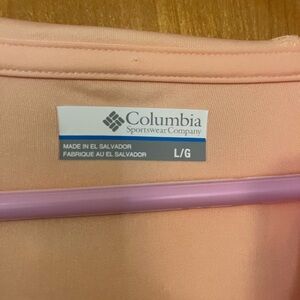 Columbia
Sportswear Company
MADE IN EL SALVADOR
FABRIQUE AU EL SALVADOR
L/G